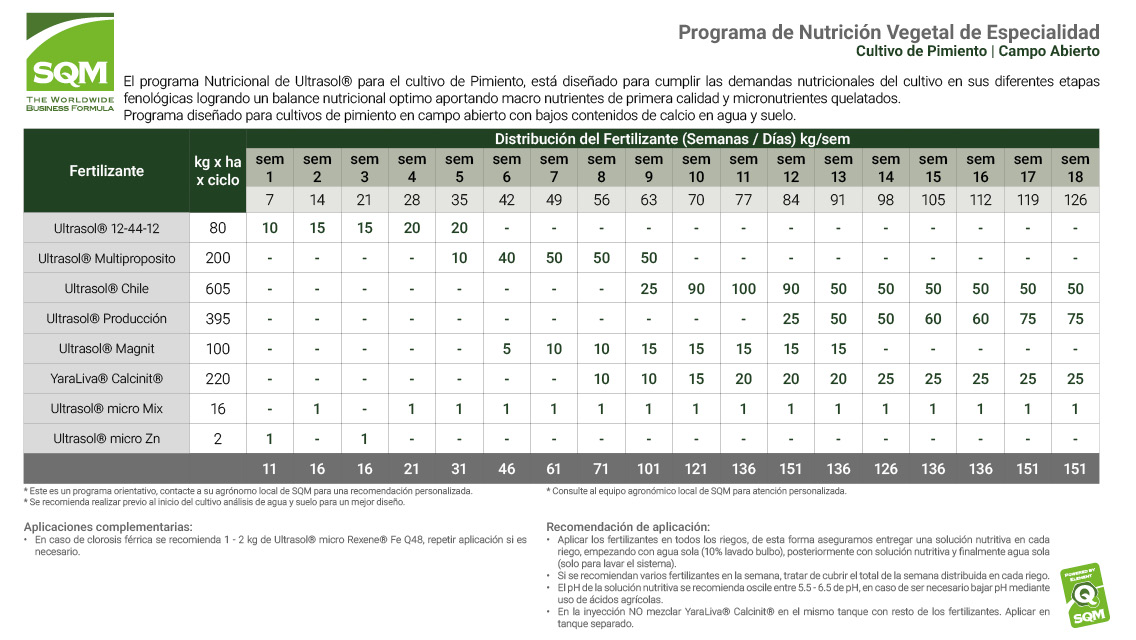 SQM
THE WORLDWIDE
BUSINESS FORMULA
Programa de Nutrición Vegetal de Especialidad
Cultivo de Pimiento | Campo Abierto
El programa Nutricional de Ultrasol® para el cultivo de Pimiento, está diseñado para cumplir las demandas nutricionales del cultivo en sus diferentes etapas
fenológicas logrando un balance nutricional optimo aportando macro nutrientes de primera calidad y micronutrientes quelatados.
Programa diseñado para cultivos de pimiento en campo abierto con bajos contenidos de calcio en agua y suelo.
Fertilizante kg x ha x ciclo Distribución del Fertilizante (Semanas / Días) kg/sem
sem 1 sem 2 sem 3 sem 4 sem 5 sem 6 sem 7 sem 8 sem 9 sem 10 sem 11 sem 12 sem 13 sem 14 sem 15 sem 16 sem 17 sem 18
7 14 21 28 35 42 49 56 63 70 77 84 91 98 105 112 119 126
Ultrasol® 12-44-12 80 10 15 15 20 20 - - - - - - - - - - - - -
Ultrasol® Multiproposito 200 - - - - 10 40 50 50 50 - - - - - - - - -
Ultrasol® Chile 605 - - - - - - - - 25 90 100 90 50 50 50 50 50 50
Ultrasol® Producción 395 - - - - - - - - - - - 25 50 50 60 60 75 75
Ultrasol® Magnit 100 - - - - - 5 10 10 15 15 15 15 15 - - - - -
YaraLiva® Calcinit® 220 - - - - - - - 10 10 15 20 20 20 25 25 25 25 25
Ultrasol® micro Mix 16 - 1 - 1 1 1 1 1 1 1 1 1 1 1 1 1 1 1
Ultrasol® micro Zn 2 1 - 1 - - - - - - - - - - - - - - -
11 16 16 21 31 46 61 71 101 121 136 151 136 126 136 136 151 151
* Este es un programa orientativo, contacte a su agrónomo local de SQM para una recomendación personalizada.
* Se recomienda realizar previo al inicio del cultivo análisis de agua y suelo para un mejor diseño.
* Consulte al equipo agronómico local de SQM para atención personalizada.
Aplicaciones complementarias:
• En caso de clorosis férrica se recomienda 1 - 2 kg de Ultrasol® micro Rexene® Fe Q48, repetir aplicación si es
necesario.
Recomendación de aplicación:
• Aplicar los fertilizantes en todos los riegos, de esta forma aseguramos entregar una solución nutritiva en cada
riego, empezando con agua sola (10% lavado bulbo), posteriormente con solución nutritiva y finalmente agua sola
(solo para lavar el sistema).
• Si se recomiendan varios fertilizantes en la semana, tratar de cubrir el total de la semana distribuida en cada riego.
• El pH de la solución nutritiva se recomienda oscile entre 5.5 - 6.5 de pH, en caso de ser necesario bajar pH mediante
uso de ácidos agrícolas.
• En la inyección NO mezclar YaraLiva® Calcinit® en el mismo tanque con resto de los fertilizantes. Aplicar en
tanque separado.
POWERED BY
ELEMENT
Q
SQM